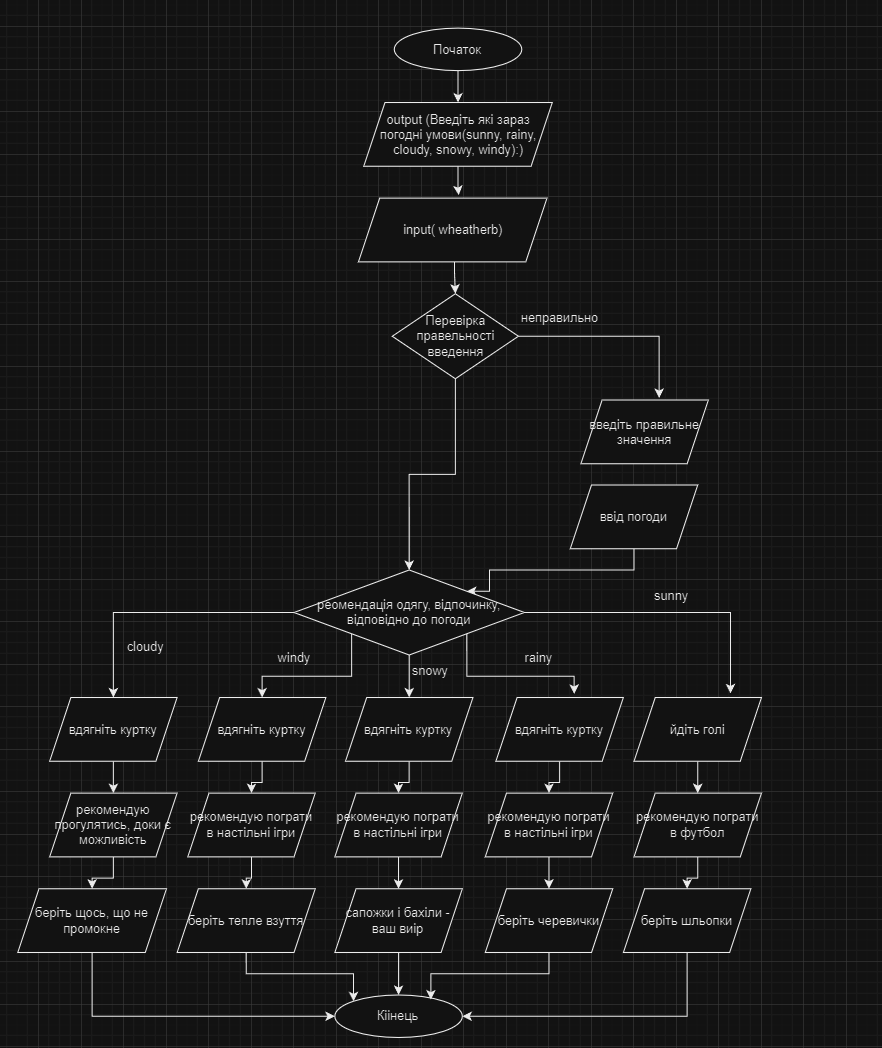 Початок
output (Введіть які зараз
погодні умови(sunny, rainy,
cloudy, snowy, windy):)
input( wheatherb)
Перевірка
правельності
введення
неправильно
введіть правильне
значення
ввід погоди
реомендація одягу, відпочинку,
відповідно до погоди
sunny
cloudy
windy
snowy
rainy
вдягніть куртку
вдягніть куртку
вдягніть куртку
вдягніть куртку
йдіть голі
рекомендую
прогулятись, доки є
можливість
рекомендую пограти
в настільні ігри
рекомендую пограти
в настільні ігри
рекомендую пограти
в настільні ігри
рекомендую пограти
в футбол
беріть щось, що не
промокне
беріть тепле взуття
сапожки і бахіли -
ваш виір
беріть черевички
беріть шльопки
Кіінець